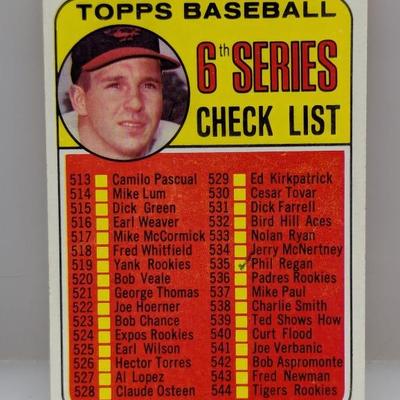 TOPPS BASEBALL
6th SERIES
CHECK LIST
513 Camilo Pascual
514 Mike Lum
515 Dick Green
516 Earl Weaver
517 Mike McCormick
518 Fred Whitfield
519 Yank Rookies
520 Bob Veale
521 George Thomas
522 Joe Hoerner
523 Bob Chance
524 Expos Rookies
525 Earl Wilson
526 Hector Torres
527 Al Lopez
528 Claude Osteen
529 Ed Kirkpatrick
530 Cesar Tovar
531 Dick Farrell
532 Bird Hill Aces
533 Nolan Ryan
534 Jerry McNertney
535 Phil Regan
536 Padres Rookies
537 Mike Paul
538 Charlie Smith
539 Ted Shows How
540 Curt Flood
541 Joe Verbanic
542 Bob Aspromonte
543 Fred Newman
544 Tigers Rookies